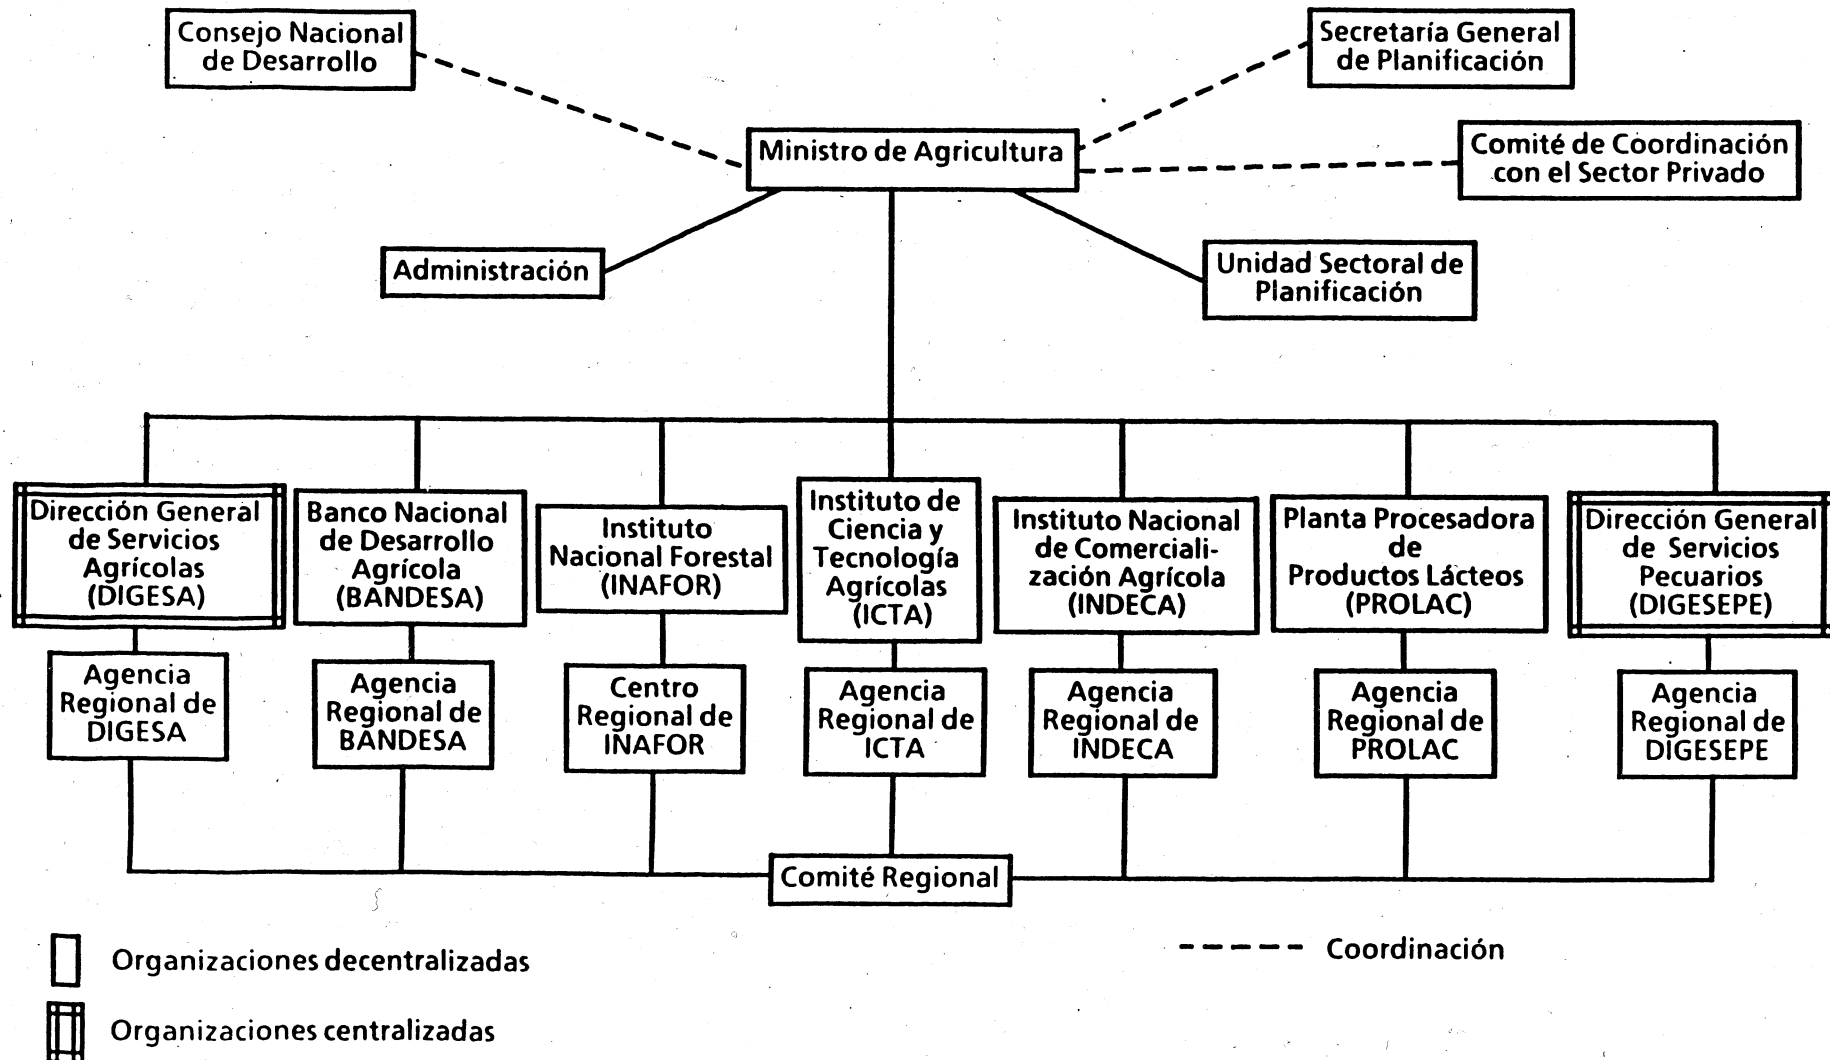 Consejo Nacional
de Desarrollo
Secretaría General
de Planificación
Ministro de Agricultura
Comité de Coordinación
con el Sector Privado
Administración
Unidad Sectoral de
Planificación
Dirección General
de Servicios
Agrícolas
(DIGESA)
Banco Nacional
de Desarrollo
Agrícola
(BANDESA)
Instituto
Nacional Forestal
(INAFOR)
Instituto de
Ciencia y
Tecnología
Agrícolas
(ICTA)
Instituto Nacional
de Comerciali-
zación Agrícola
(INDECA)
Planta Procesadora
de
Productos Lácteos
(PROLAC)
Dirección General
de Servicios
Pecuarios
(DIGESEPE)
Agencia
Regional de
DIGESA
Agencia
Regional de
BANDESA
Centro
Regional de
INAFOR
Agencia
Regional de
ICTA
Agencia
Regional de
INDECA
Agencia
Regional de
PROLAC
Agencia
Regional de
DIGESEPE
Comité Regional
Organizaciones decentralizadas
Coordinación
Organizaciones centralizadas